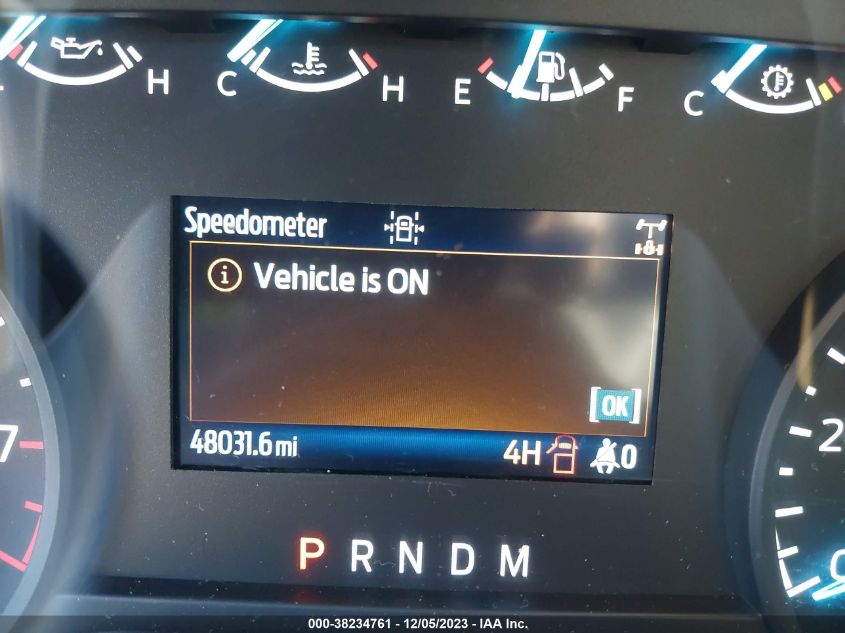 H
C H
E F
C
Speedometer
Vehicle is ON
[OK]
48031.6 mi 4H 0
7
2
0
P R N D M
000-38234761 - 12/05/2023 - IAA Inc.